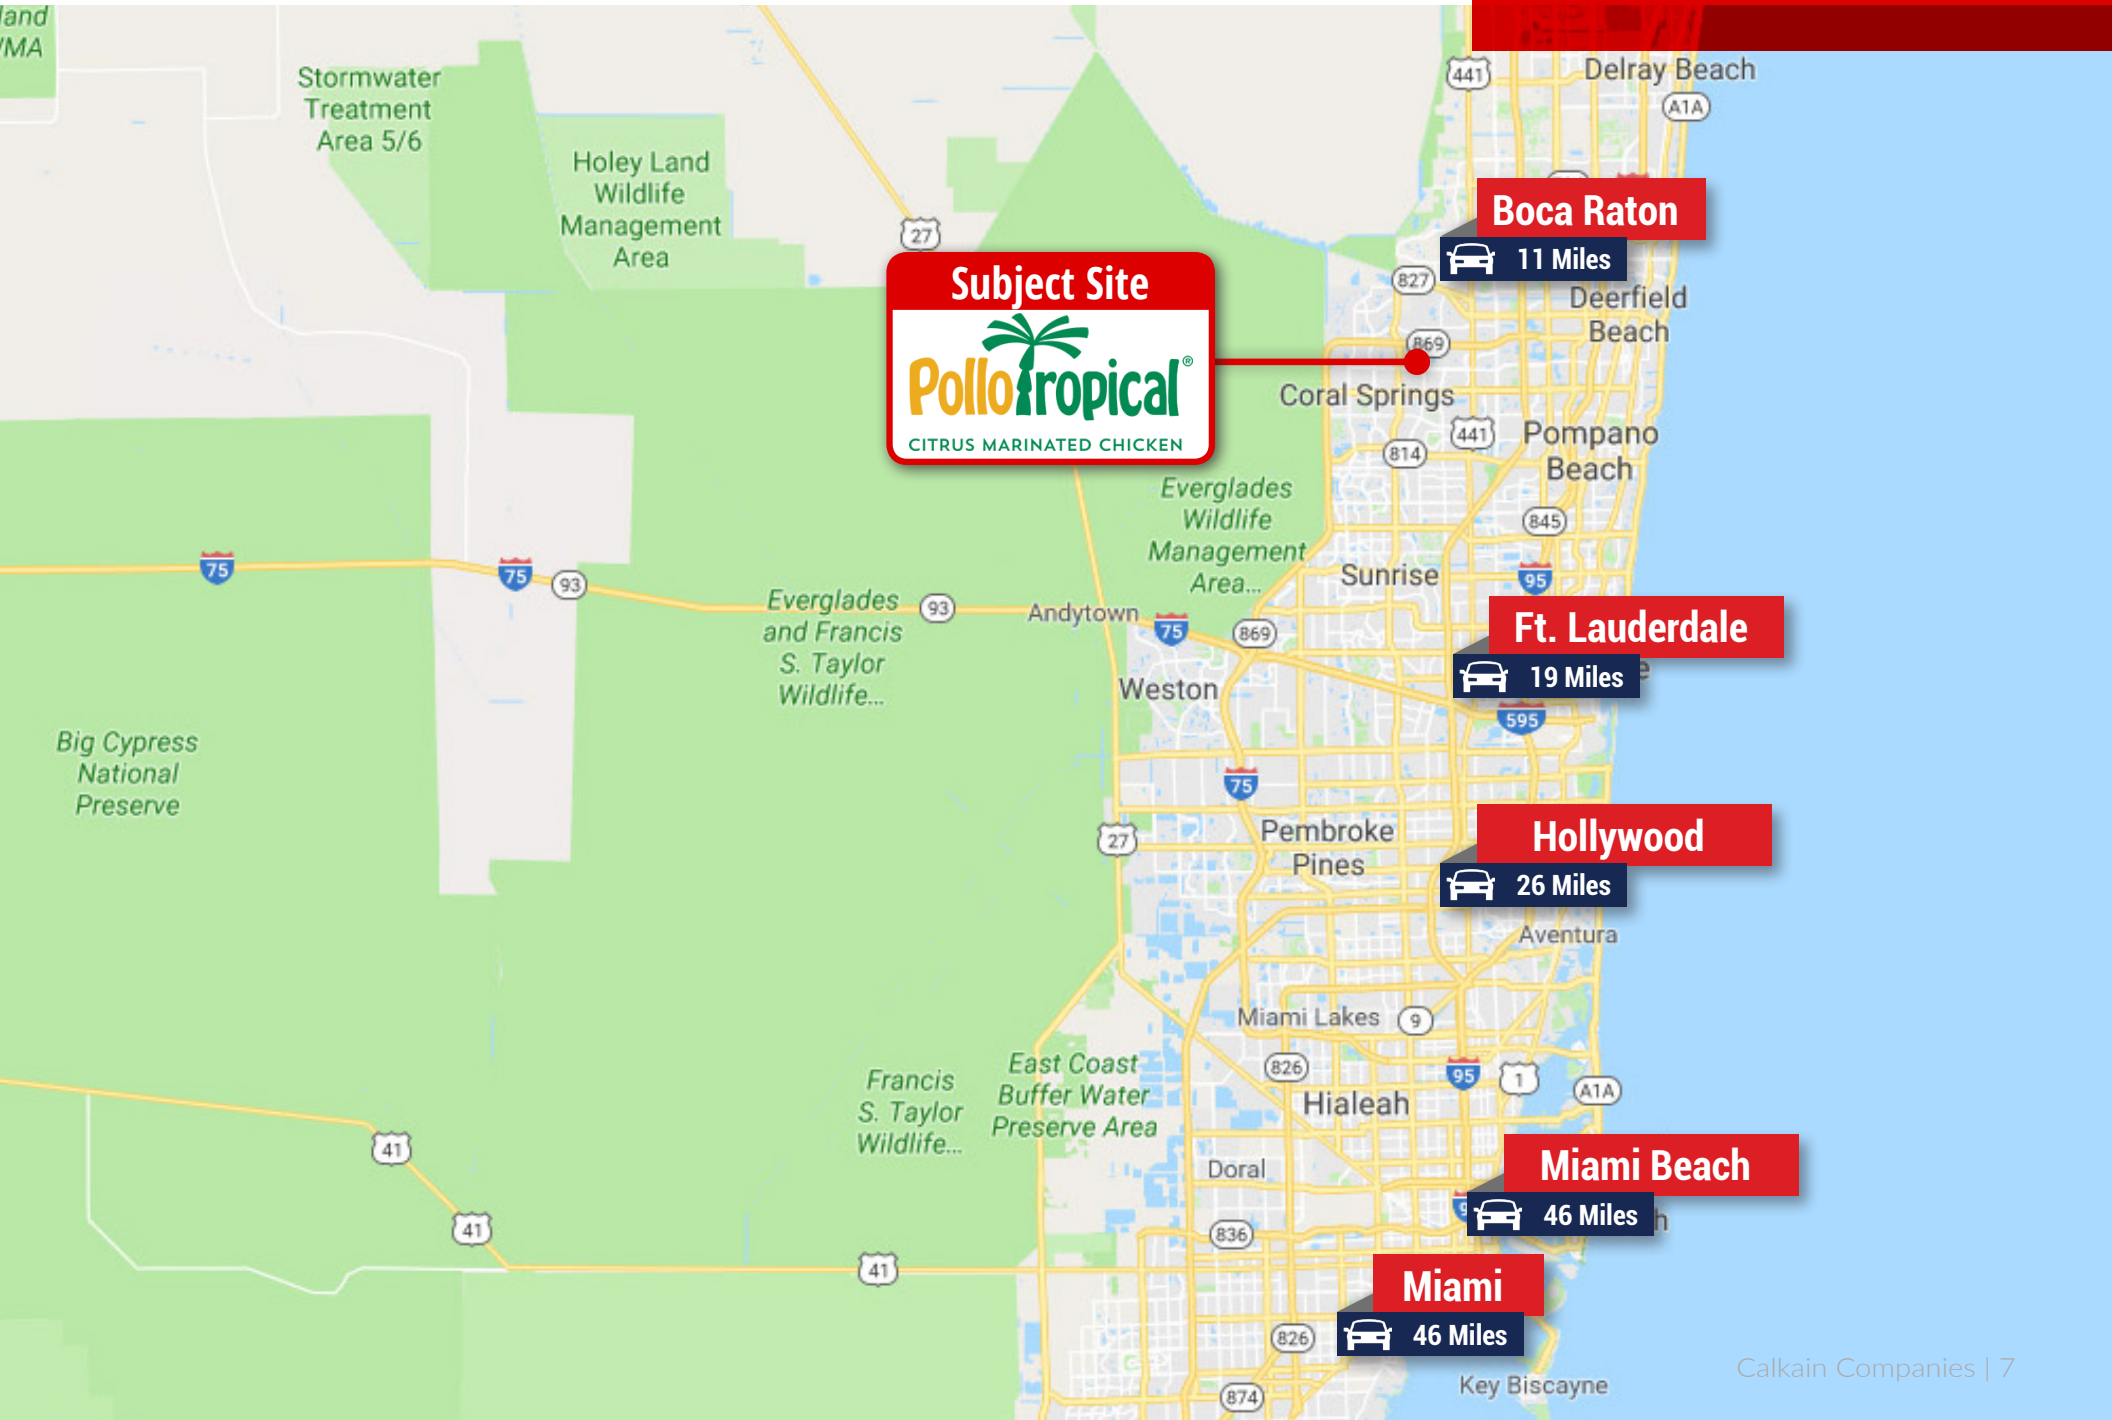 land
WMA
Stormwater
Treatment
Area 5/6
Holey Land
Wildlife
Management
Area
27
441
Delray Beach
A1A
Boca Raton
11 Miles
827
Deerfield
Beach
Subject Site
PolloTropical®
CITRUS MARINATED CHICKEN
869
Coral Springs
441
Pompano
Beach
814
845
Everglades
Wildlife
Management
Area...
Sunrise
95
75
75
93
Everglades
and Francis
S. Taylor
Wildlife...
93
Andytown
75
869
Ft. Lauderdale
19 Miles
e
Weston
595
Big Cypress
National
Preserve
75
27
Pembroke
Pines
Hollywood
26 Miles
Aventura
Miami Lakes
9
826
95
1
A1A
Francis
S. Taylor
Wildlife...
East Coast
Buffer Water
Preserve Area
Hialeah
41
Doral
Miami Beach
46 Miles
9
h
41
836
41
Miami
46 Miles
826
874
Key Biscayne
Calkain Companies | 7